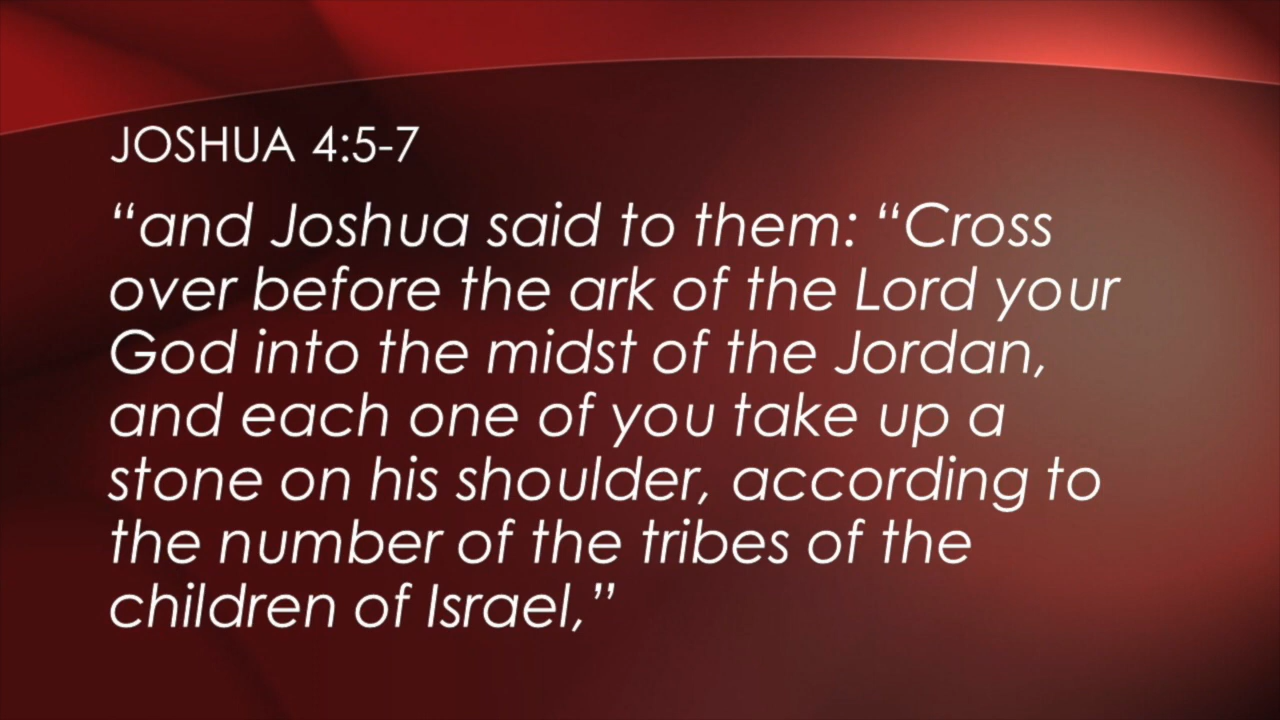 JOSHUA 4:5-7
“and Joshua said to them: “Cross
over before the ark of the Lord your
God into the midst of the Jordan,
and each one of you take up a
stone on his shoulder, according to
the number of the tribes of the
children of Israel,”